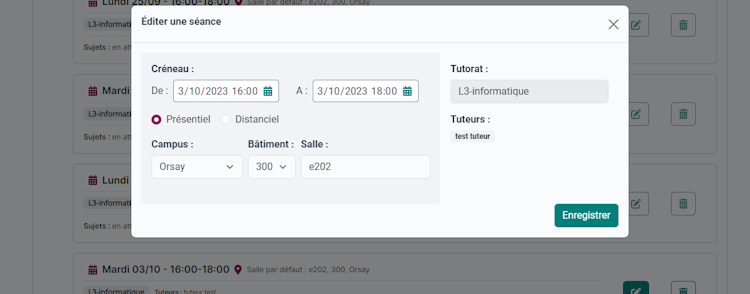 Lundi 25/09 - 16:00-18:00 Salle par défaut : e202, 300, Orsay
L3-informat
Sujets : en att
Éditer une séance
Créneau :
De : 3/10/2023 16:00 A : 3/10/2023 18:00
Présentiel Distanciel
Campus : Bâtiment : Salle :
Orsay 300 e202
Tutorat :
L3-informatique
Tuteurs :
test tuteur
Enregistrer
Mardi
L3-informat
Sujets : en att
Lundi
L3-informat
Sujets : en att
Mardi 03/10 - 16:00-18:00 Salle par défaut : e202, 300, Orsay
L3-informatique Tuteurs : tuteur test